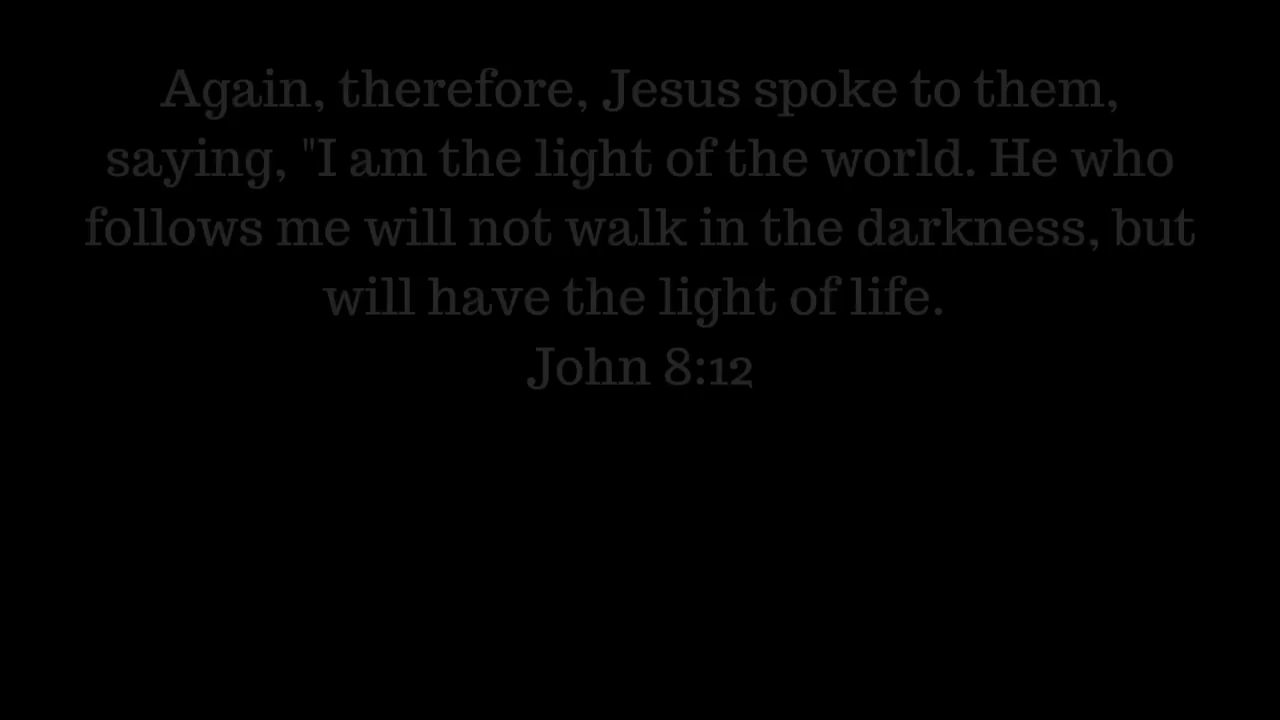 Again, therefore, Jesus spoke to them,
saying, "I am the light of the world. He who
follows me will not walk in the darkness, but
will have the light of life.
John 8:12